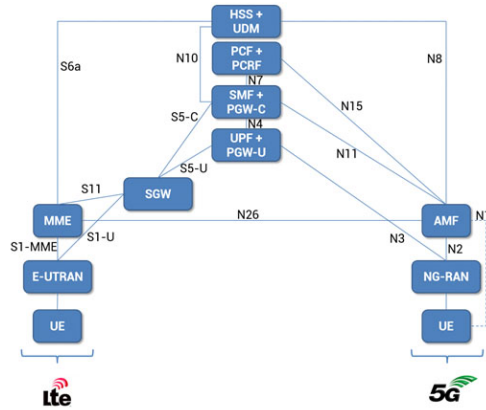 HSS +
UDM
PCF +
PCRF
N10
S6a
N8
N7
SMF +
PGW-C
N15
S5-C
N4
UPF +
PGW-U
N11
S5-U
S11
SGW
MME
N26
AMF
S1-MME
S1-U
N3
N2
E-UTRAN
NG-RAN
UE
UE
Lte
5G